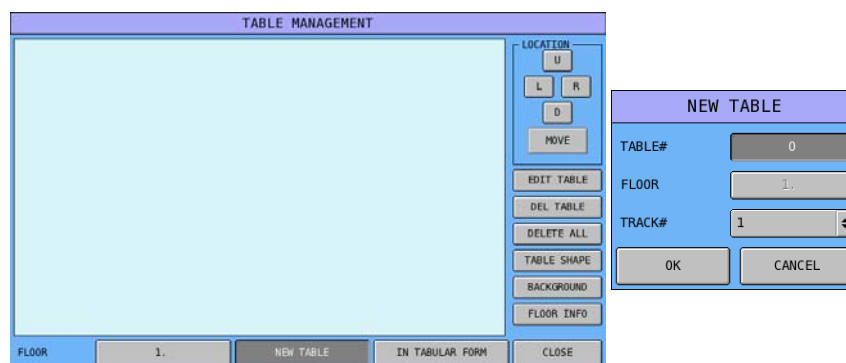 TABLE MANAGEMENT
LOCATION
U
L R
D
MOVE
EDIT TABLE
DEL TABLE
DELETE ALL
TABLE SHAPE
BACKGROUND
FLOOR INFO
FLOOR 1. NEW TABLE IN TABULAR FORM CLOSE
NEW TABLE
TABLE# 0
FLOOR 1.
TRACK# 1
OK CANCEL